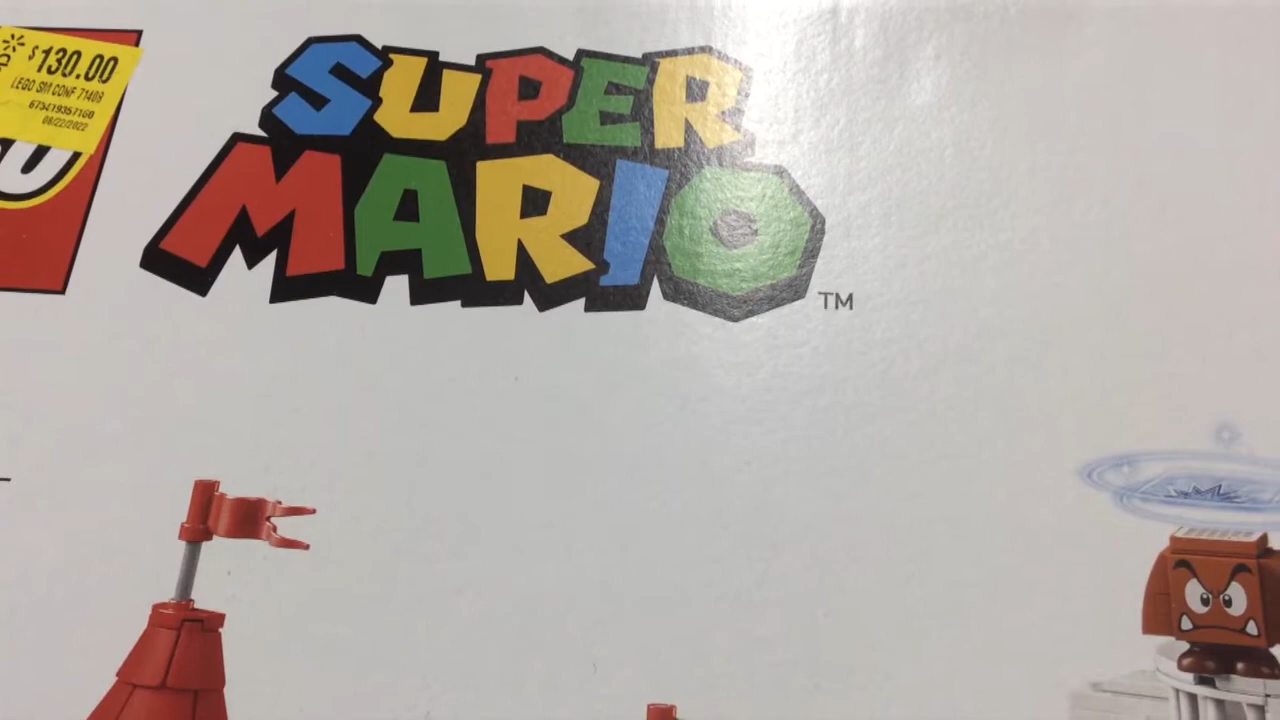 $130.00
LEGO SM CONF 71409
673419357160
08/22/2022
SUPER
MARIO
TM